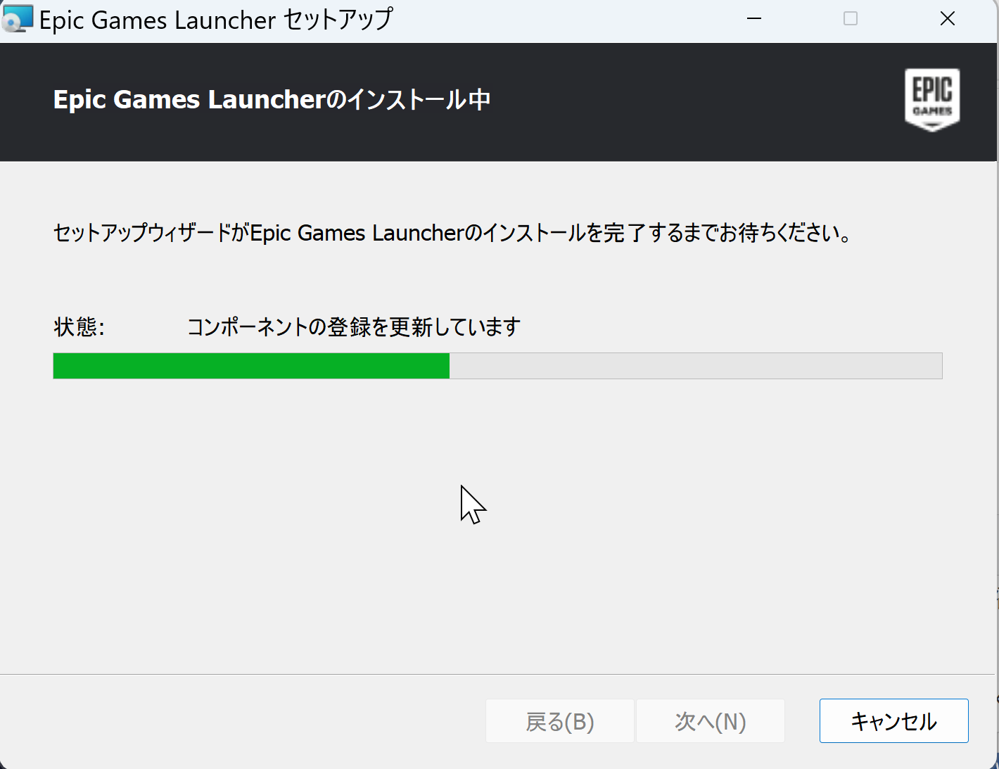 Epic Games Launcher セットアップ
Epic Games Launcherのインストール中
EPIC
GAMES
セットアップウィザードがEpic Games Launcherのインストールを完了するまでお待ちください。
状態: コンポーネントの登録を更新しています
戻る(B) 次へ(N) キャンセル